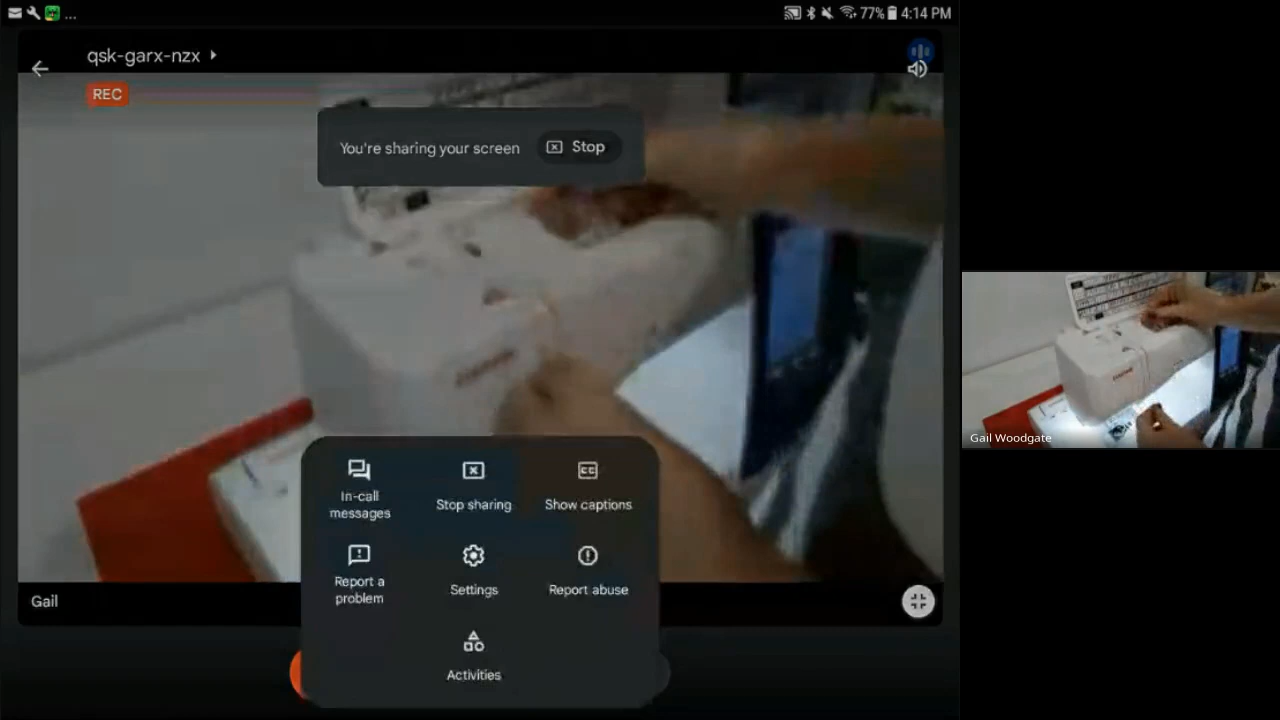 ...
77% 4:14 PM
qsk-garx-nzx
REC
You're sharing your screen
Stop
In-call
messages
Stop sharing
Show captions
Report a
problem
Settings
Report abuse
Activities
Gail
Gail Woodgate